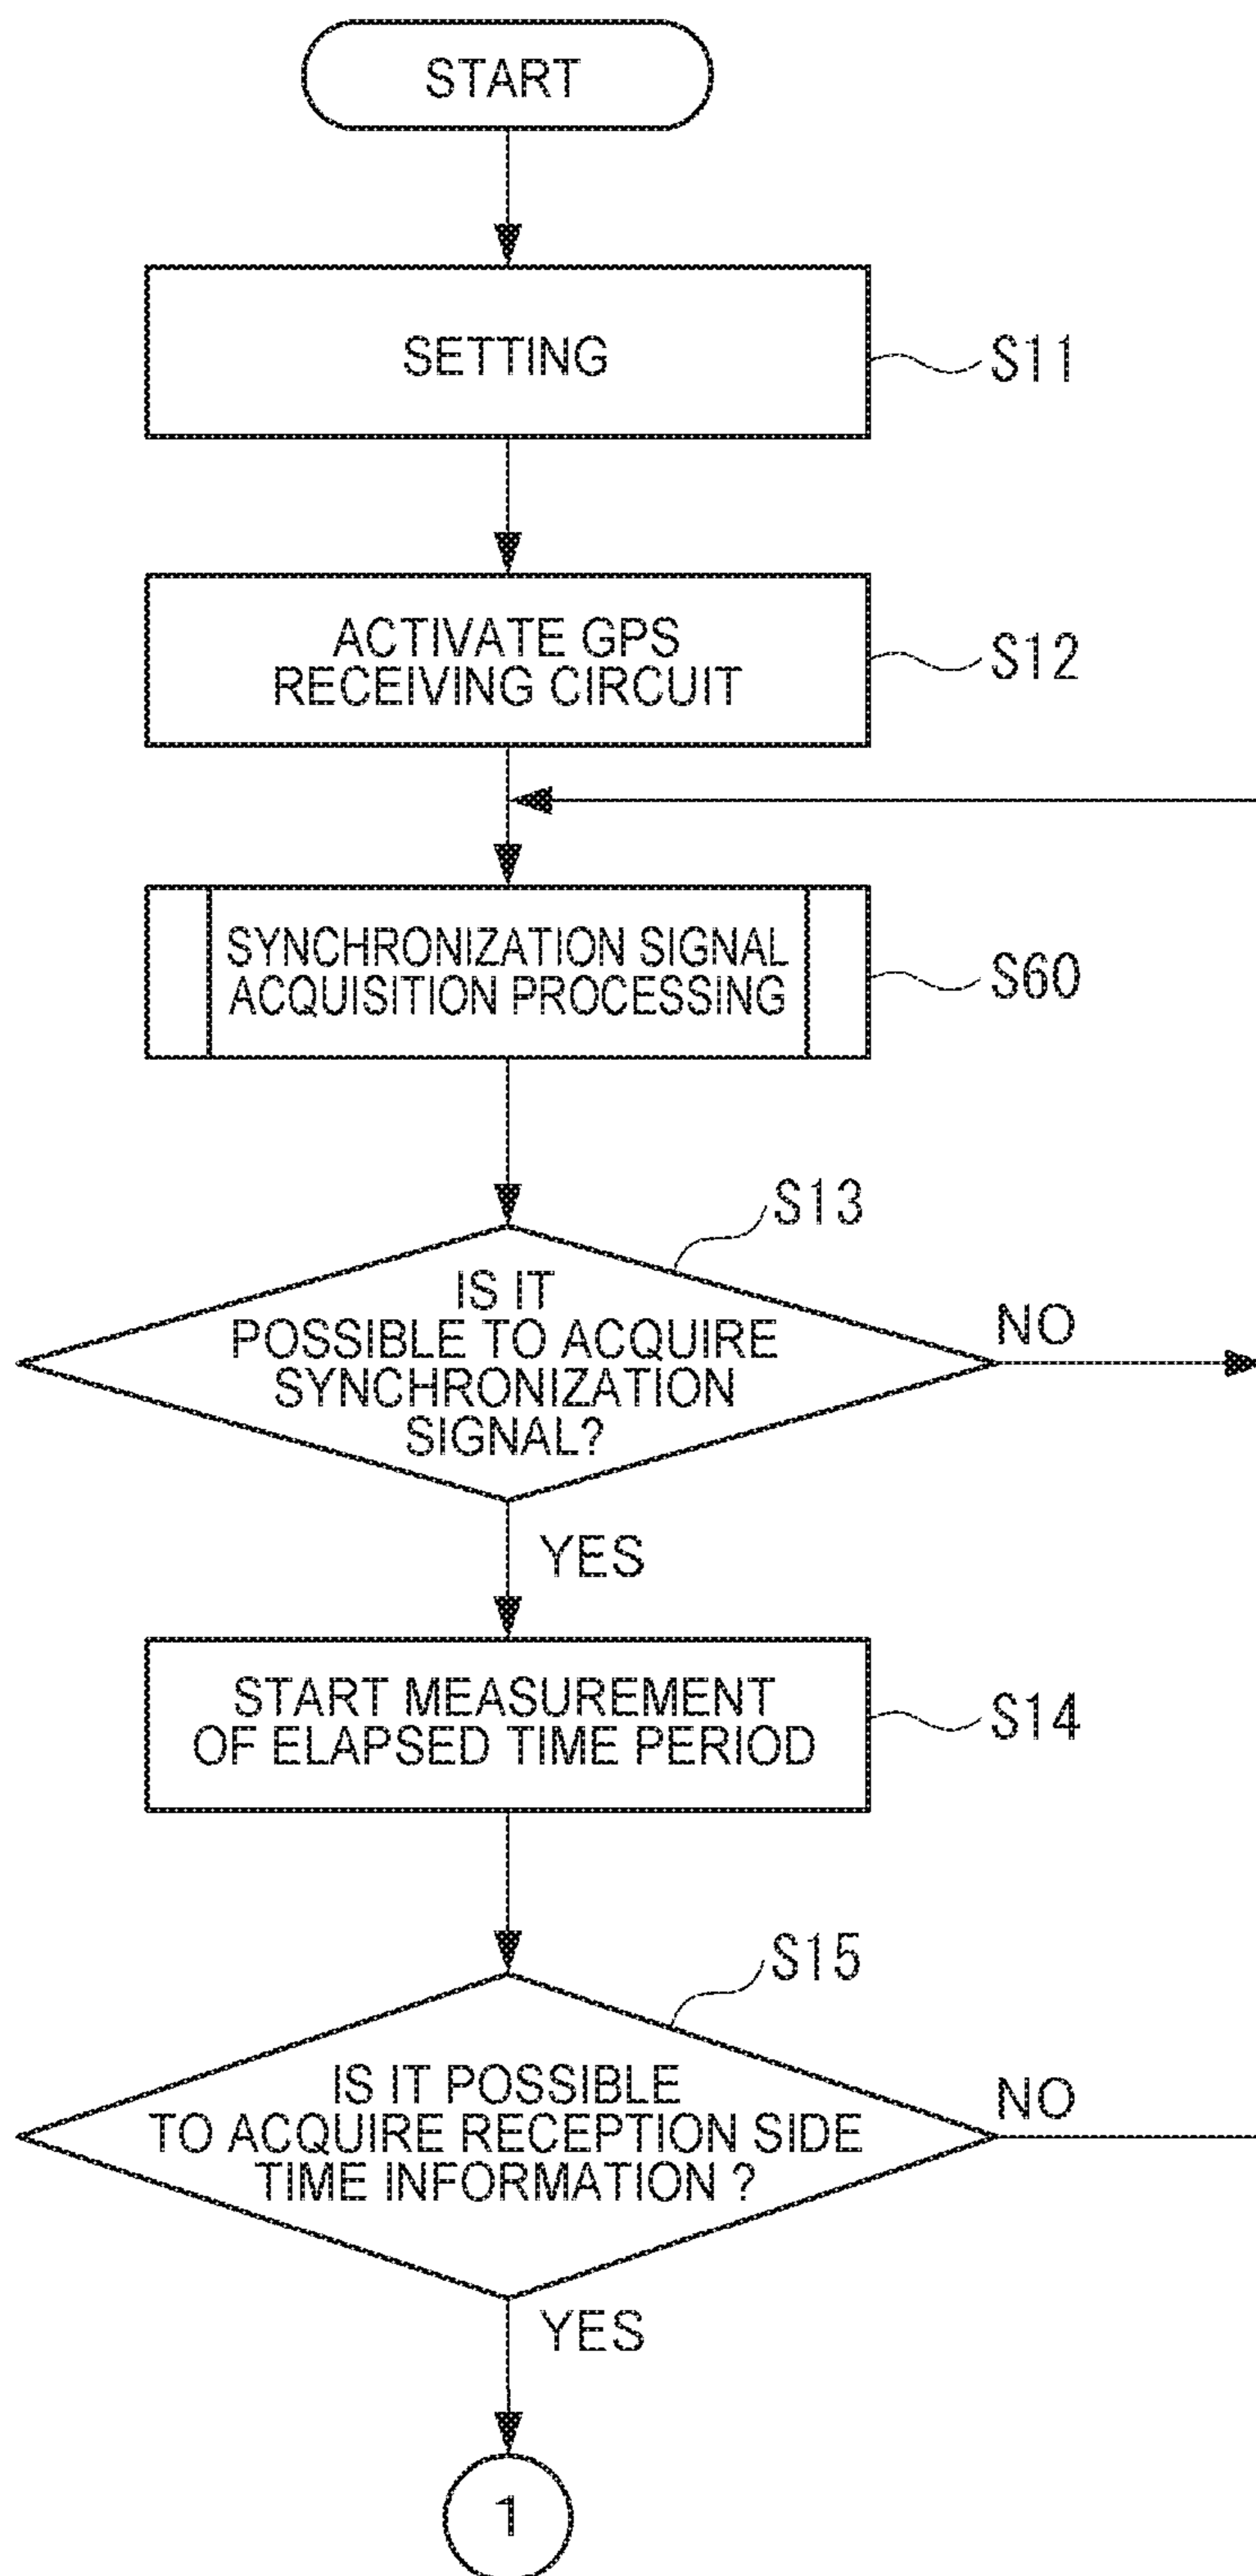 START
SETTING
S11
ACTIVATE GPS
RECEIVING CIRCUIT
S12
SYNCHRONIZATION SIGNAL
ACQUISITION PROCESSING
S60
S13
IS IT
POSSIBLE TO ACQUIRE
SYNCHRONIZATION
SIGNAL?
NO
YES
START MEASUREMENT
OF ELAPSED TIME PERIOD
S14
S15
IS IT POSSIBLE
TO ACQUIRE RECEPTION SIDE
TIME INFORMATION ?
NO
YES
1